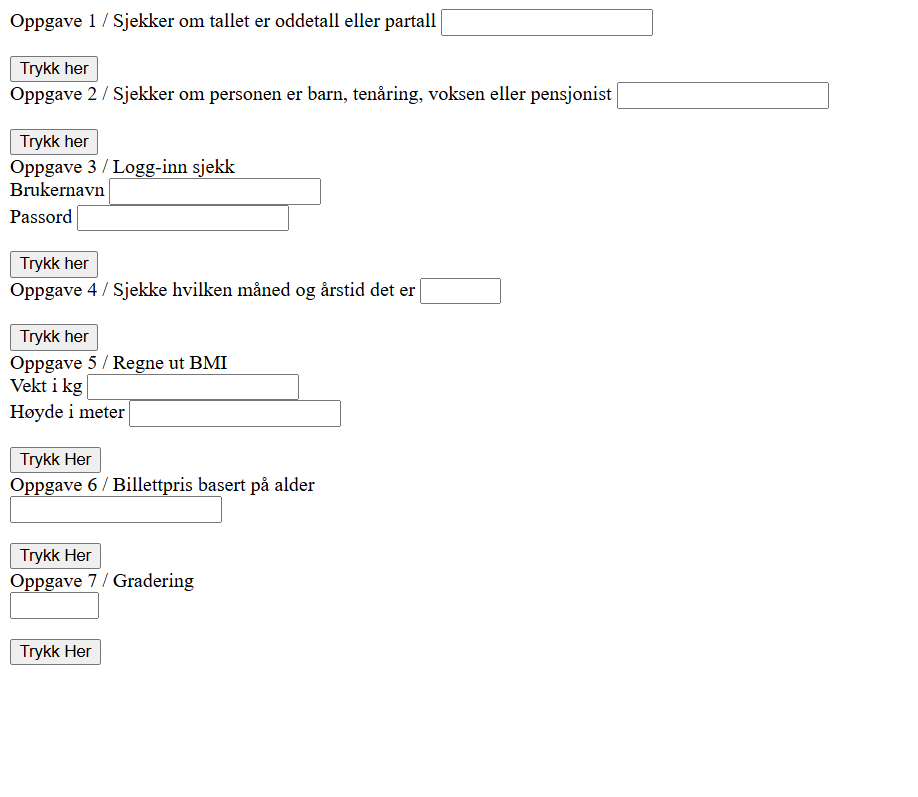 Oppgave 1 / Sjekker om tallet er oddetall eller partall
Trykk her
Oppgave 2 / Sjekker om personen er barn, tenåring, voksen eller pensjonist
Trykk her
Oppgave 3 / Logg-inn sjekk
Brukernavn
Passord
Trykk her
Oppgave 4 / Sjekke hvilken måned og årstid det er
Trykk her
Oppgave 5 / Regne ut BMI
Vekt i kg
Høyde i meter
Trykk Her
Oppgave 6 / Billettpris basert på alder
Trykk Her
Oppgave 7 / Gradering
Trykk Her